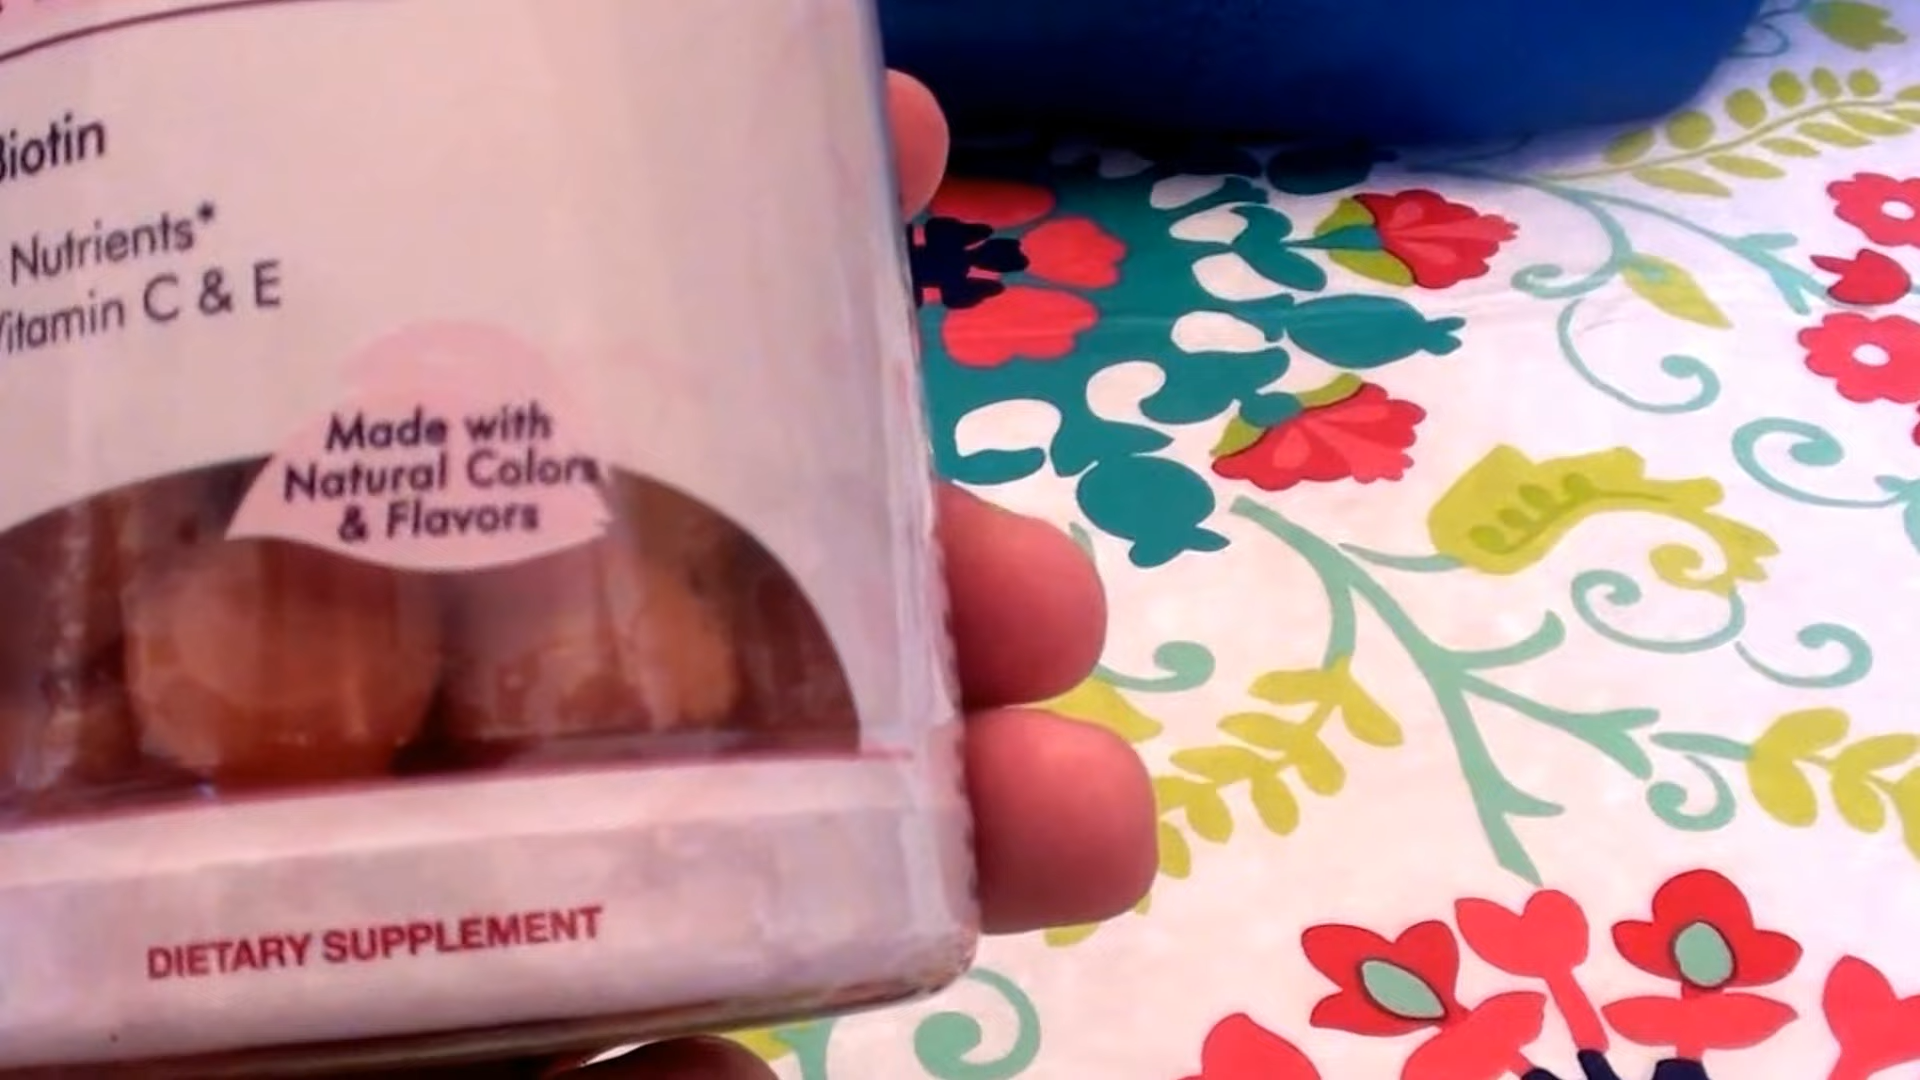 Biotin
Nutrients*
Vitamin C & E
Made with
Natural Colors
& Flavors
DIETARY SUPPLEMENT